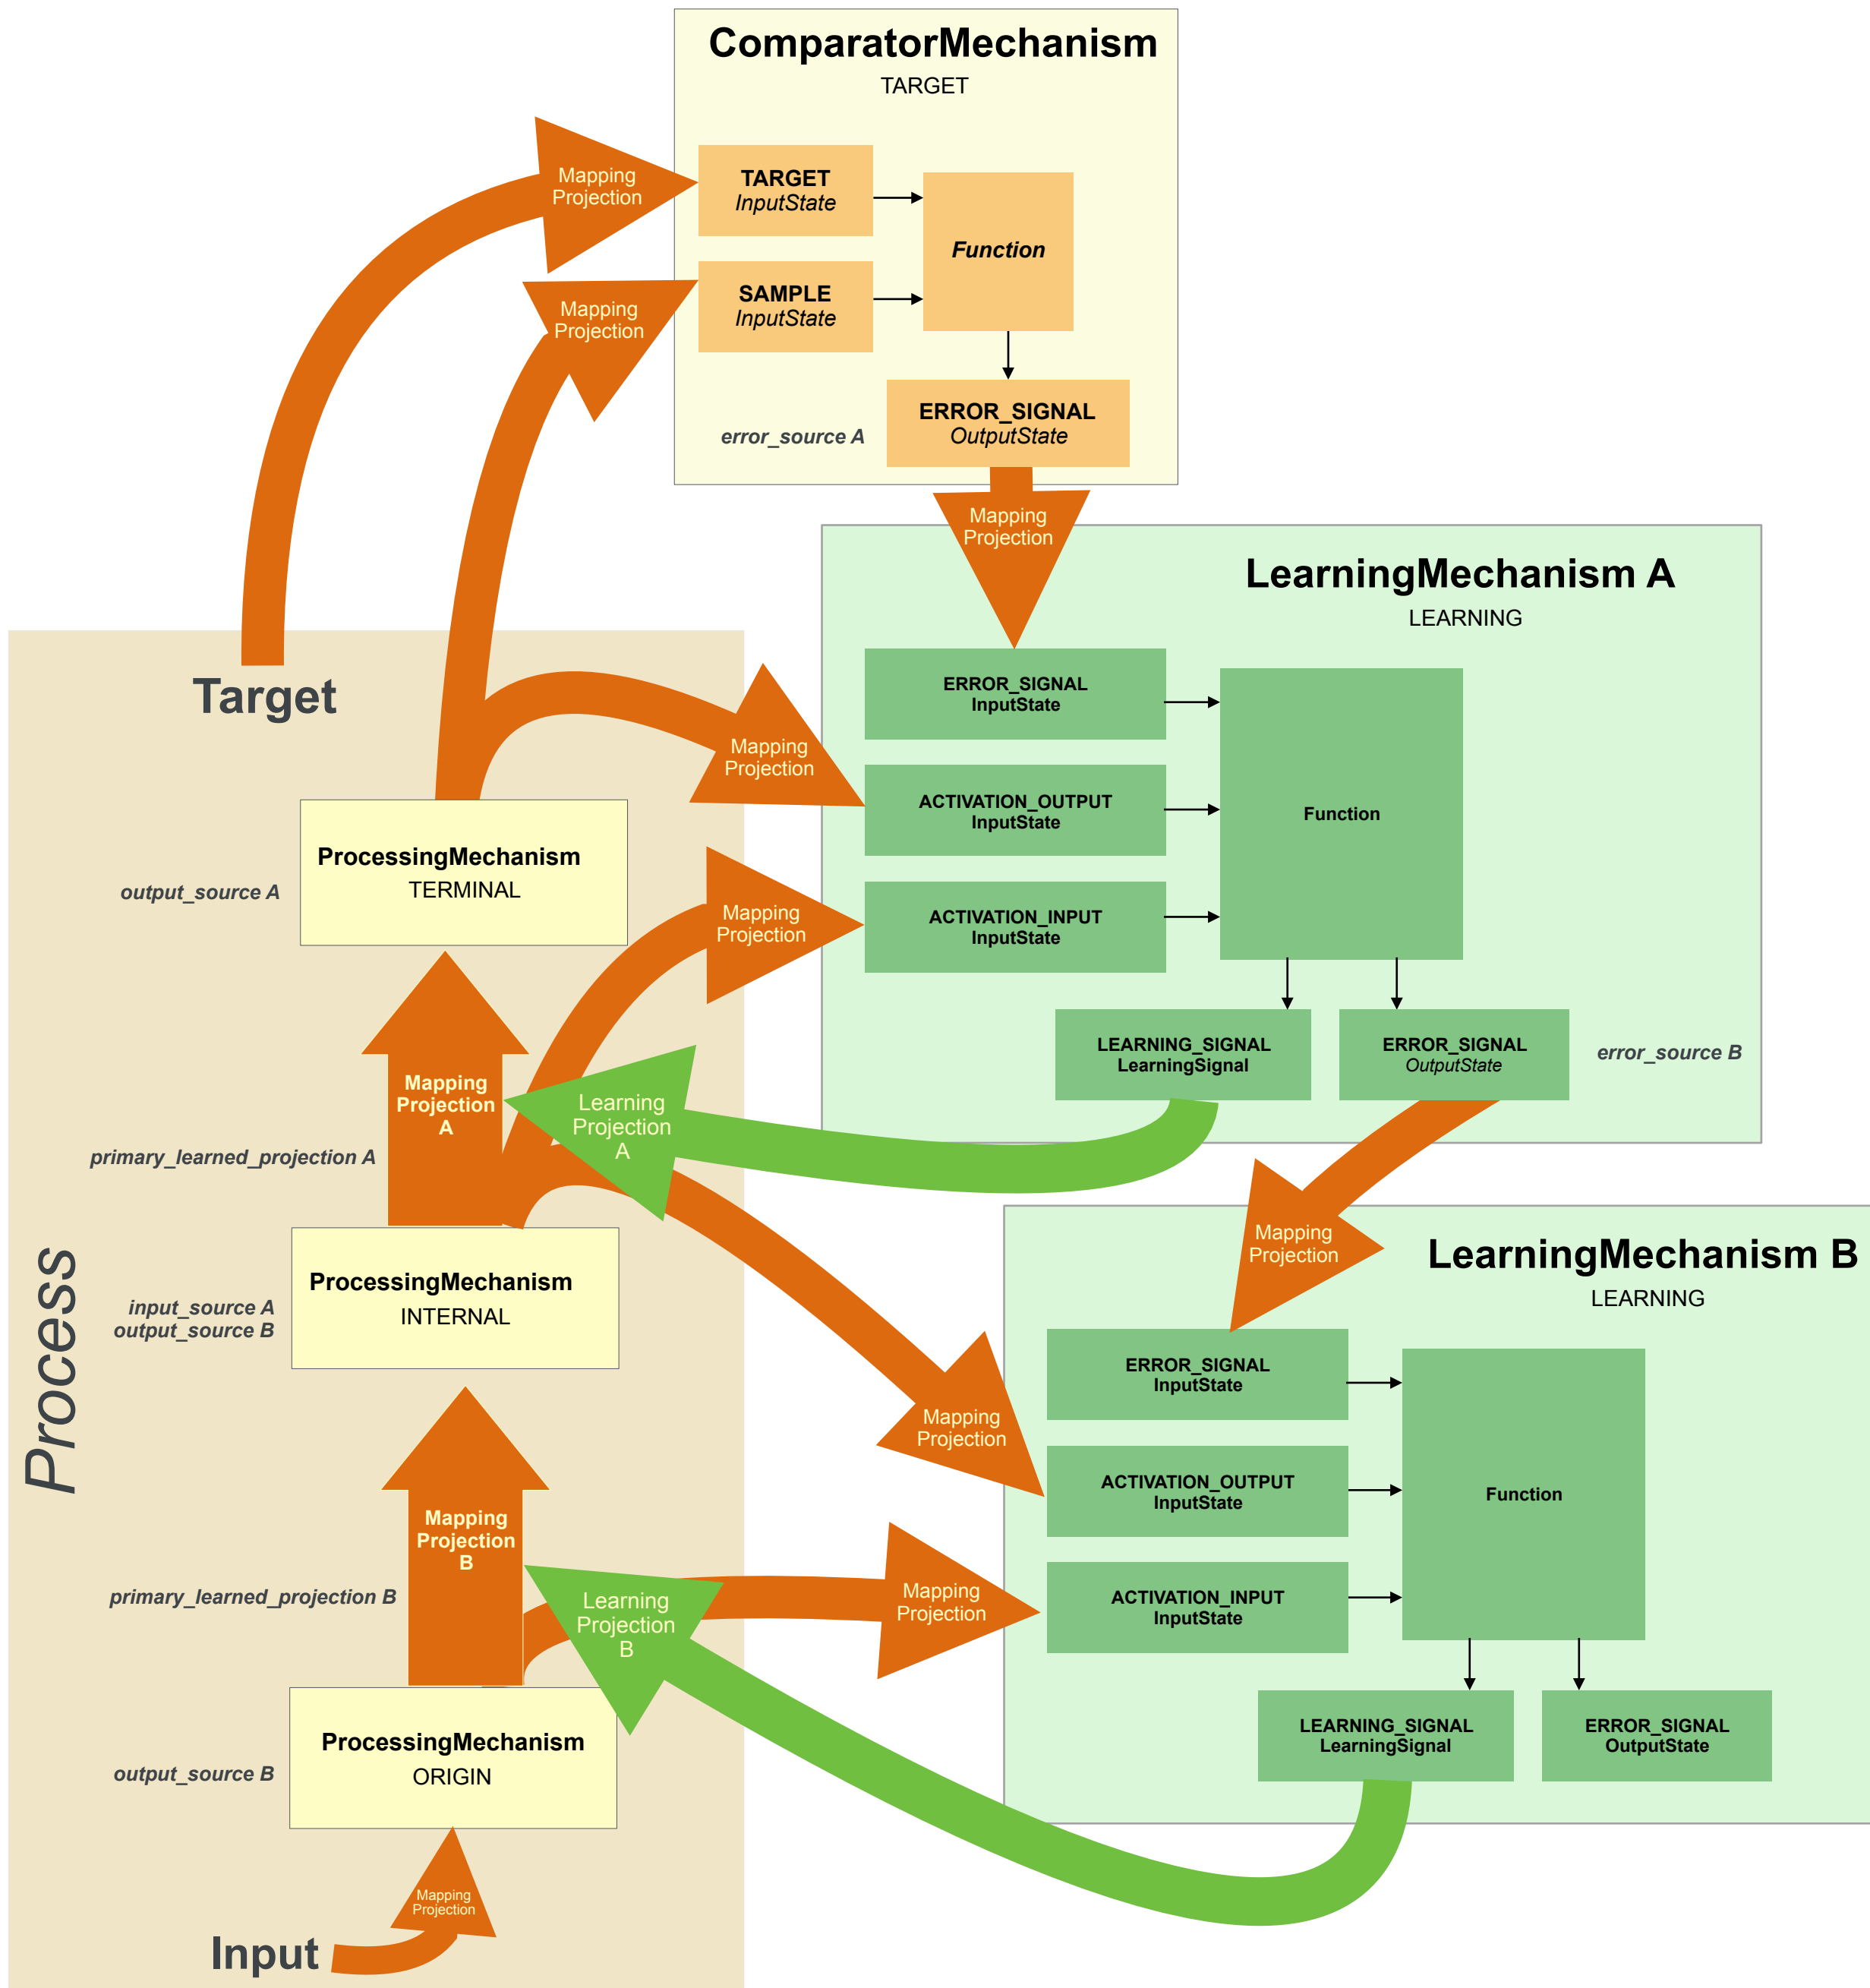 ComparatorMechanism
TARGET
Mapping
Projection
TARGET
InputState
Function
Mapping
Projection
SAMPLE
InputState
ERROR_SIGNAL
OutputState
error_source A
Mapping
Projection
LearningMechanism A
LEARNING
Target
ERROR_SIGNAL
InputState
Mapping
Projection
ACTIVATION_OUTPUT
InputState
Function
ProcessingMechanism
TERMINAL
output_source A
Mapping
Projection
ACTIVATION_INPUT
InputState
LEARNING_SIGNAL
LearningSignal
ERROR_SIGNAL
OutputState
error_source B
Mapping
Projection
A
Learning
Projection
A
primary_learned_projection A
Mapping
Projection
LearningMechanism B
LEARNING
Process
ProcessingMechanism
INTERNAL
input_source A
output_source B
ERROR_SIGNAL
InputState
Mapping
Projection
ACTIVATION_OUTPUT
InputState
Function
Mapping
Projection
B
primary_learned_projection B
Learning
Projection
B
Mapping
Projection
ACTIVATION_INPUT
InputState
LEARNING_SIGNAL
LearningSignal
ERROR_SIGNAL
OutputState
ProcessingMechanism
ORIGIN
output_source B
Mapping
Projection
Input